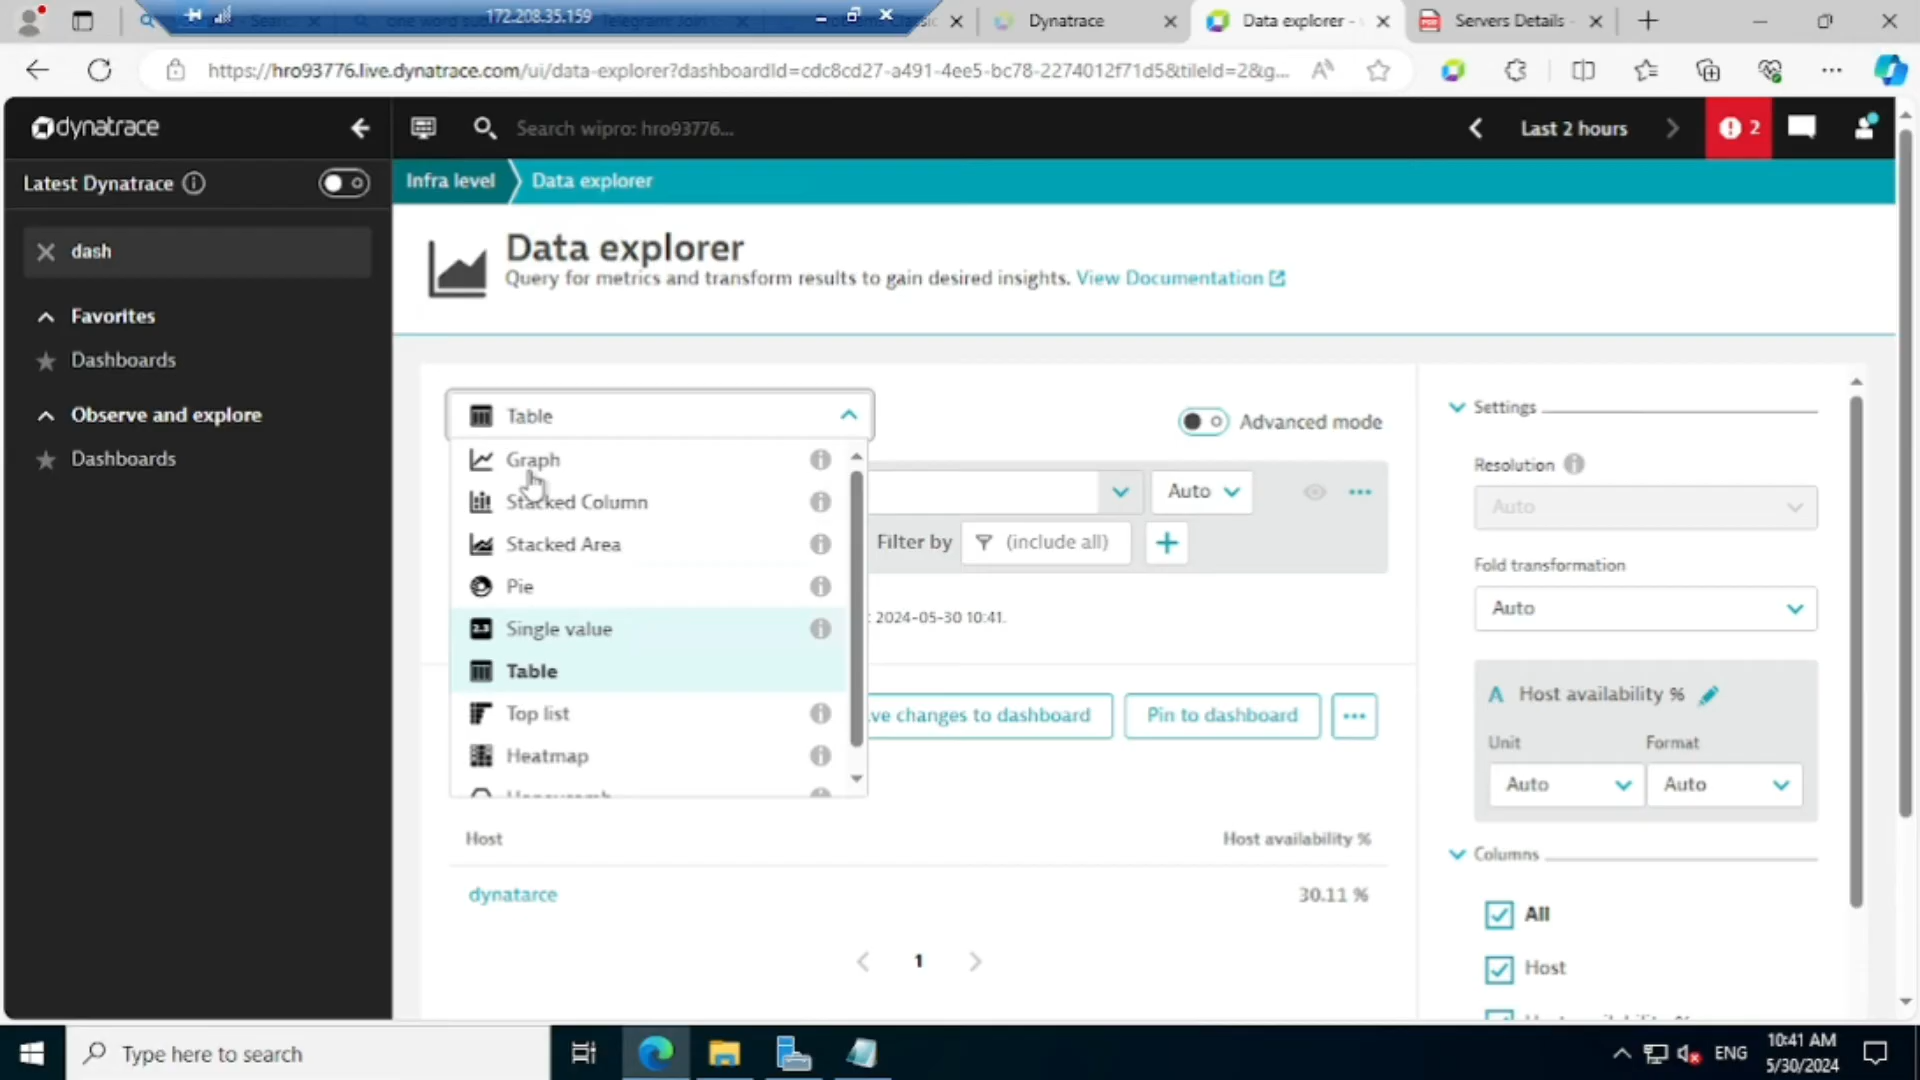 172.208.35.159
Dynatrace
Data explorer -
Servers Details -
https://hro93776.live.dynatrace.com/ui/data-explorer?dashboardId=cdc8cd27-a491-4ee5-bc78-2274012f71d5&tileId=2&g...
dynatrace
Search wipro: hro93776...
Last 2 hours
2
Latest Dynatrace
Infra level
Data explorer
dash
Data explorer
Query for metrics and transform results to gain desired insights. View Documentation
Favorites
Dashboards
Observe and explore
Dashboards
Table
Advanced mode
Settings
Graph
Stacked Column
Stacked Area
Pie
Single value
Table
Top list
Heatmap
Auto
Filter by
(include all)
: 2024-05-30 10:41.
ve changes to dashboard
Pin to dashboard
...
Resolution
Auto
Fold transformation
Auto
A Host availability %
Unit Format
Auto Auto
Host Host availability %
dynatarce 30.11 %
1
Columns
All
Host
Type here to search
ENG
10:41 AM
5/30/2024